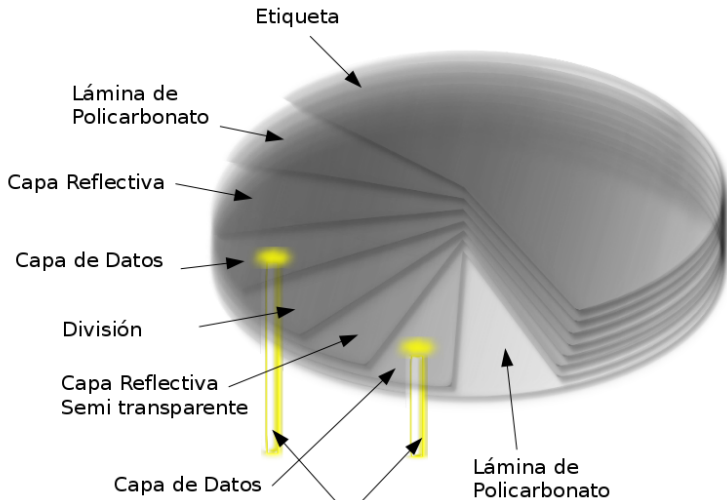 Etiqueta
Lámina de
Policarbonato
Capa Reflectiva
Capa de Datos
División
Capa Reflectiva
Semi transparente
Capa de Datos
Lámina de
Policarbonato